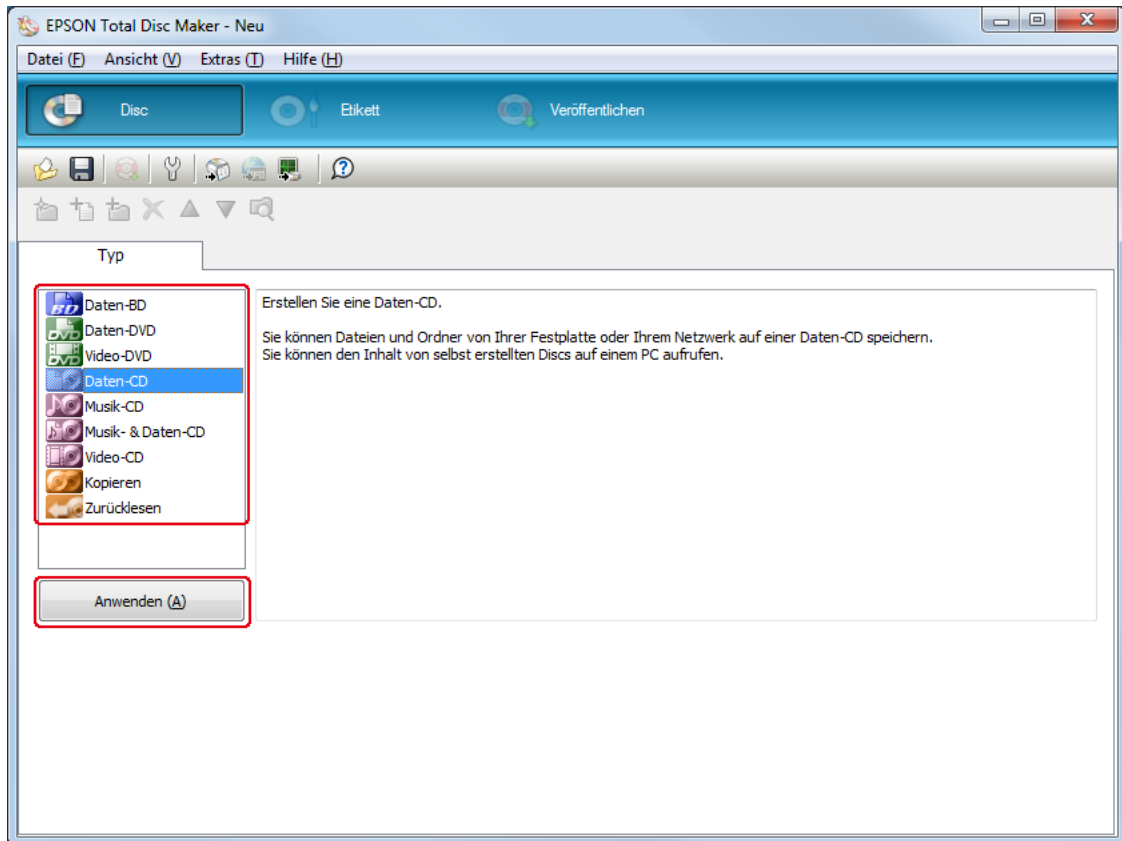 EPSON Total Disc Maker - Neu
Datei (F) Ansicht (V) Extras (T) Hilfe (H)
Disc Etikett Veröffentlichen
Typ
BD Daten-BD
DVD Daten-DVD
DVD Video-DVD
Daten-CD
Musik-CD
Musik- & Daten-CD
Video-CD
Kopieren
Zurücklesen
Anwenden (A)
Erstellen Sie eine Daten-CD.
Sie können Dateien und Ordner von Ihrer Festplatte oder Ihrem Netzwerk auf einer Daten-CD speichern.
Sie können den Inhalt von selbst erstellten Discs auf einem PC aufrufen.